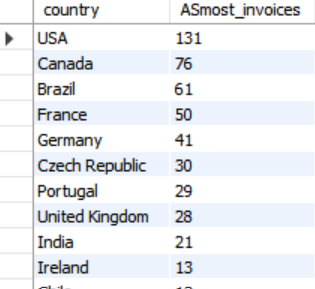 country ASmost_invoices
USA 131
Canada 76
Brazil 61
France 50
Germany 41
Czech Republic 30
Portugal 29
United Kingdom 28
India 21
Ireland 13